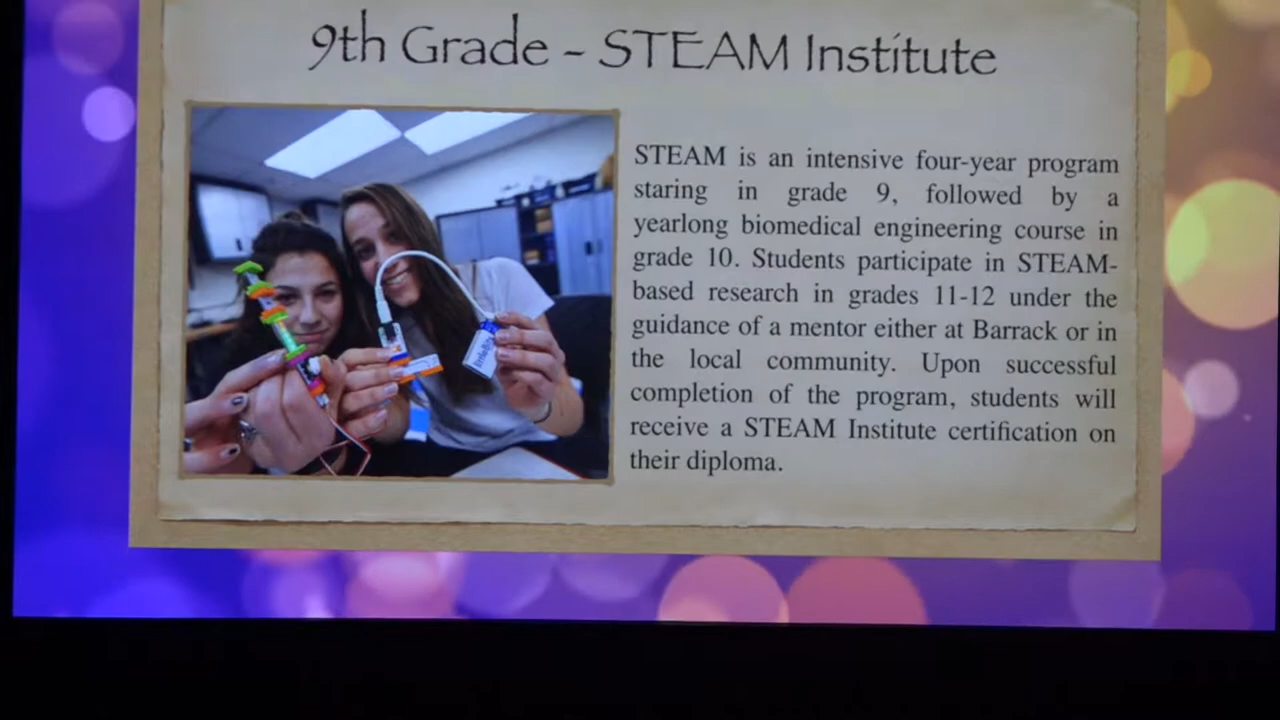 9th Grade - STEAM Institute
STEAM is an intensive four-year program
staring in grade 9, followed by a
yearlong biomedical engineering course in
grade 10. Students participate in STEAM-
based research in grades 11-12 under the
guidance of a mentor either at Barrack or in
the local community. Upon successful
completion of the program, students will
receive a STEAM Institute certification on
their diploma.
littleBits